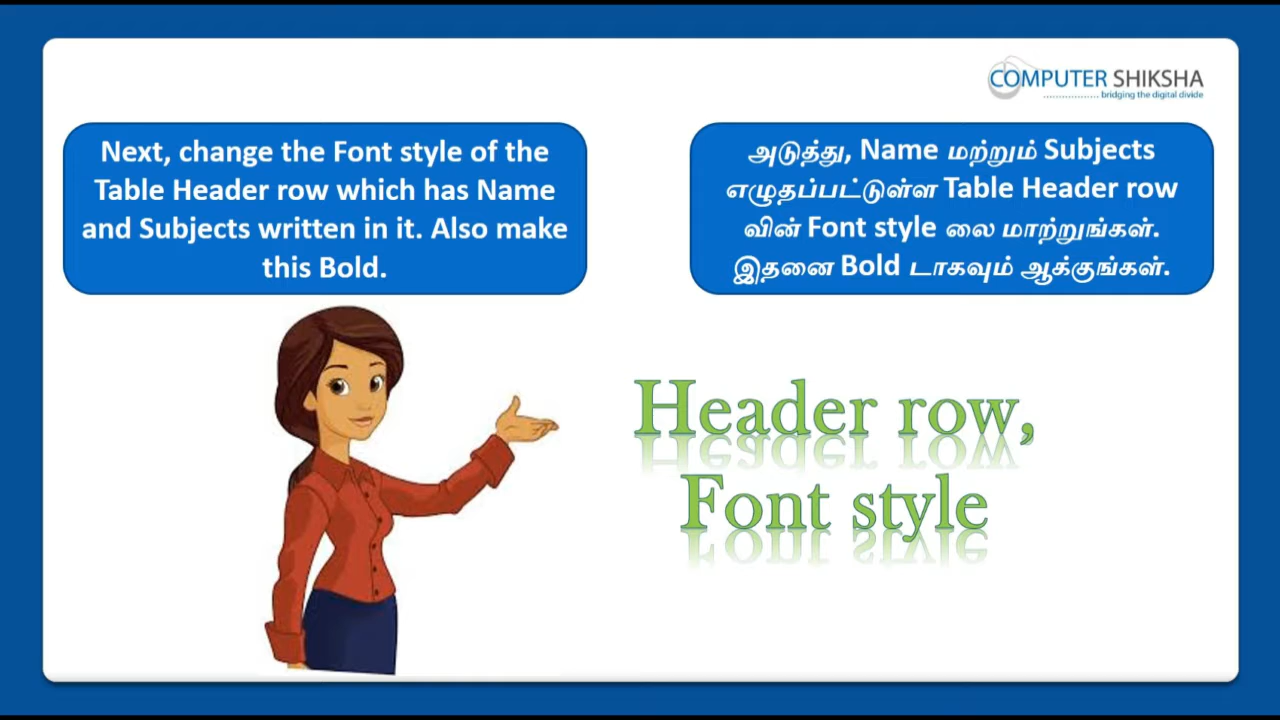 COMPUTER SHIKSHA
bridging the digital divide
Next, change the Font style of the
Table Header row which has Name
and Subjects written in it. Also make
this Bold.
அடுத்து, Name மற்றும் Subjects
எழுதப்பட்டுள்ள Table Header row
வின் Font style லை மாற்றுங்கள்.
இதனை Bold டாகவும் ஆக்குங்கள்.
Header row,
Font style